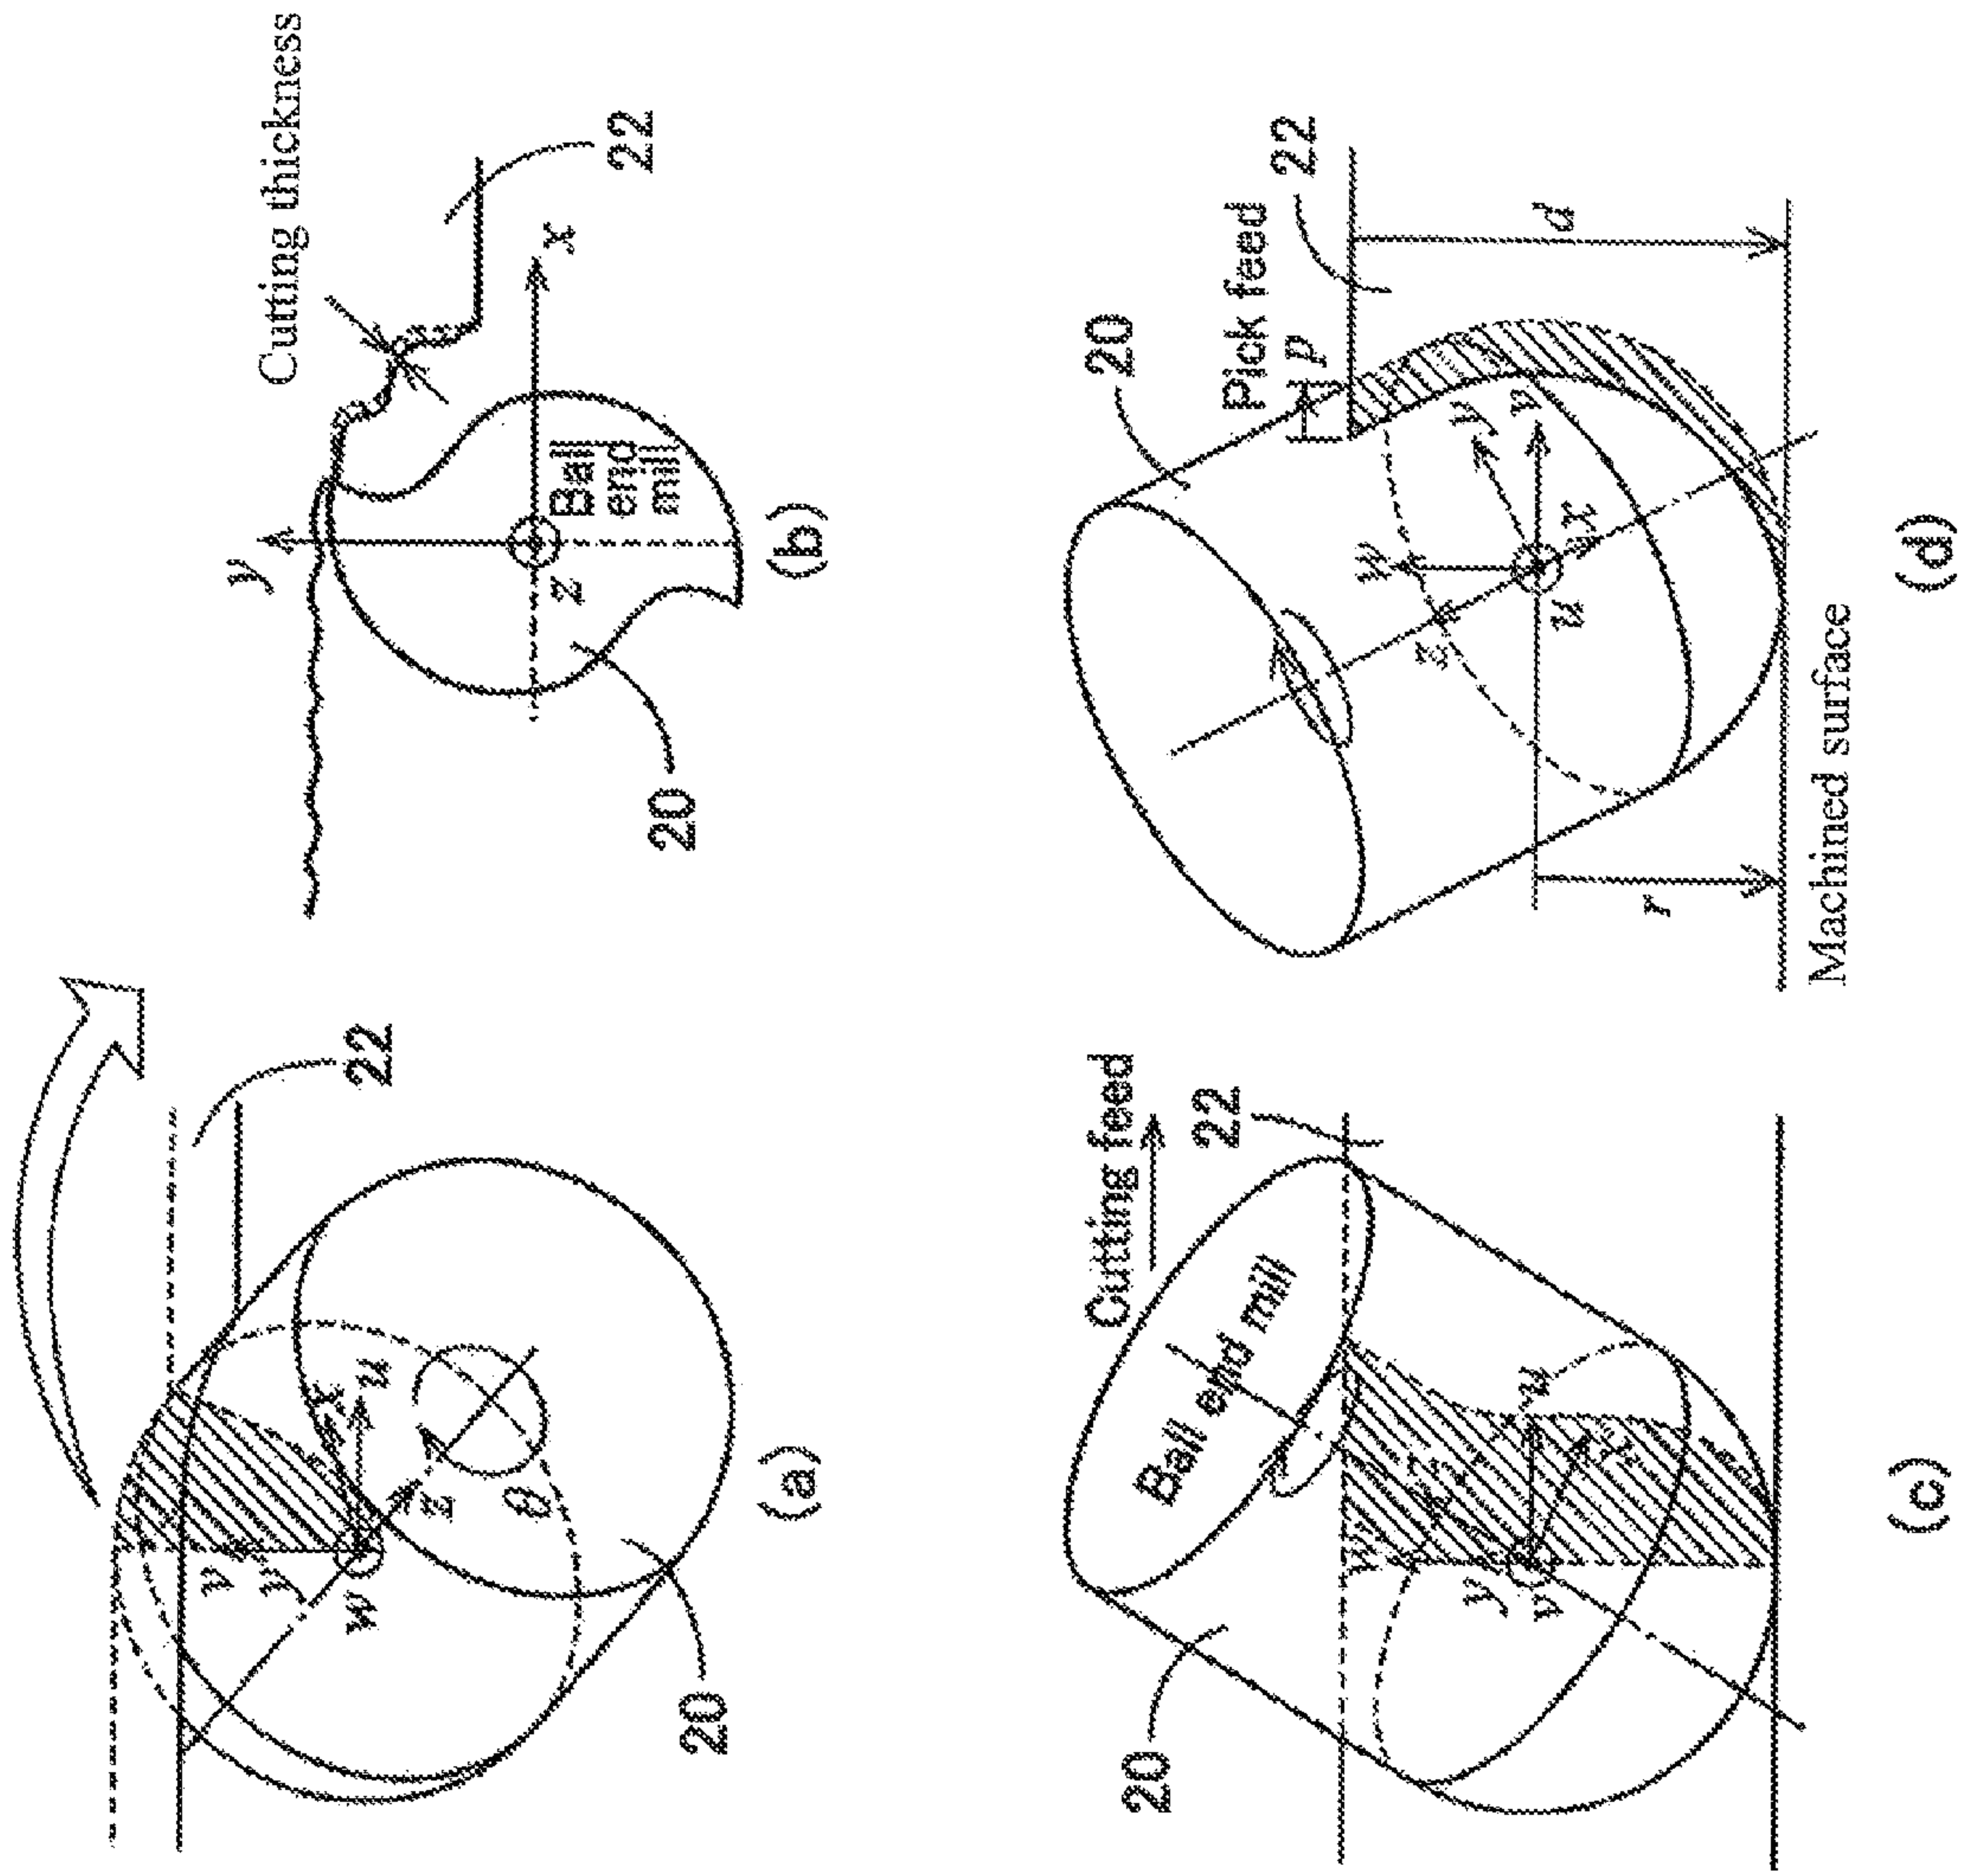 22
v
y
x
u
w
z
θ
20
(a)
Cutting thickness
y
22
x
z
Ball
end
mill
20
(b)
Cutting feed
22
Ball end mill
20
w
z
u
y
v
x
(c)
20
Pick feed
p
22
w
z
y
v
x
u
d
r
Machined surface
(d)